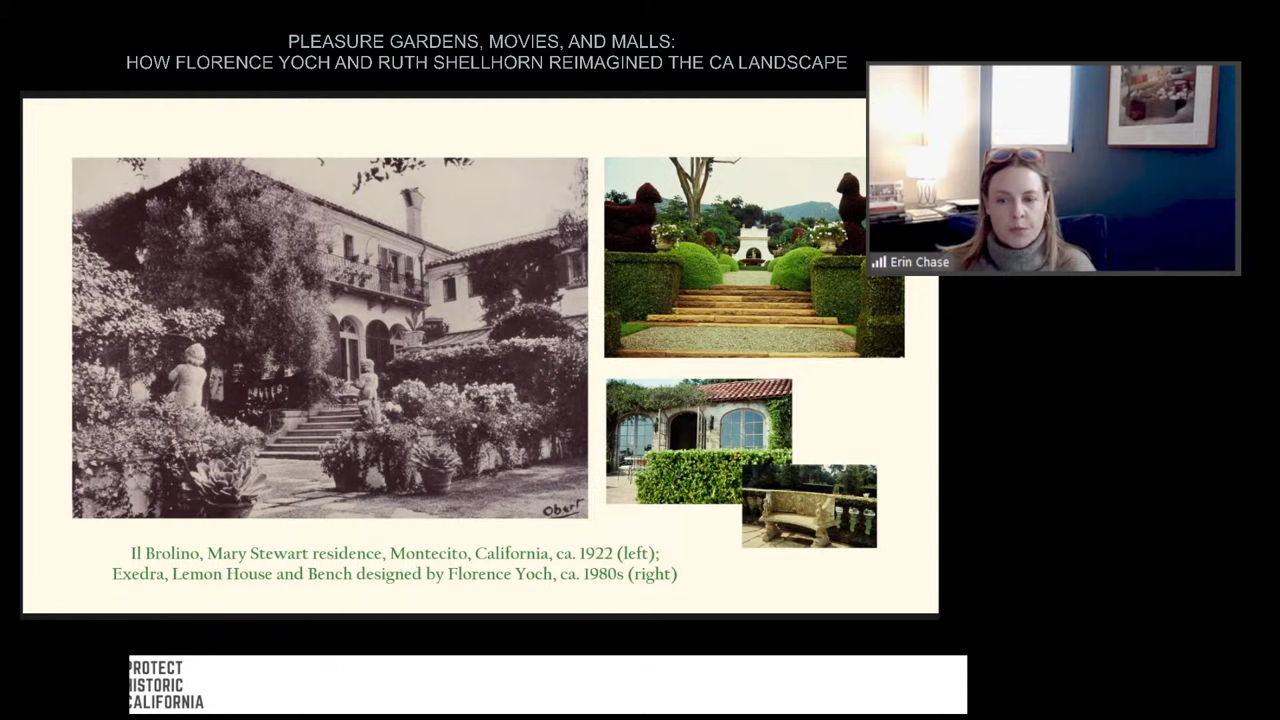 PLEASURE GARDENS, MOVIES, AND MALLS:
HOW FLORENCE YOCH AND RUTH SHELLHORN REIMAGINED THE CA LANDSCAPE
Erin Chase
Obert
Il Brolino, Mary Stewart residence, Montecito, California, ca. 1922 (left);
Exedra, Lemon House and Bench designed by Florence Yoch, ca. 1980s (right)
PROTECT
HISTORIC
CALIFORNIA